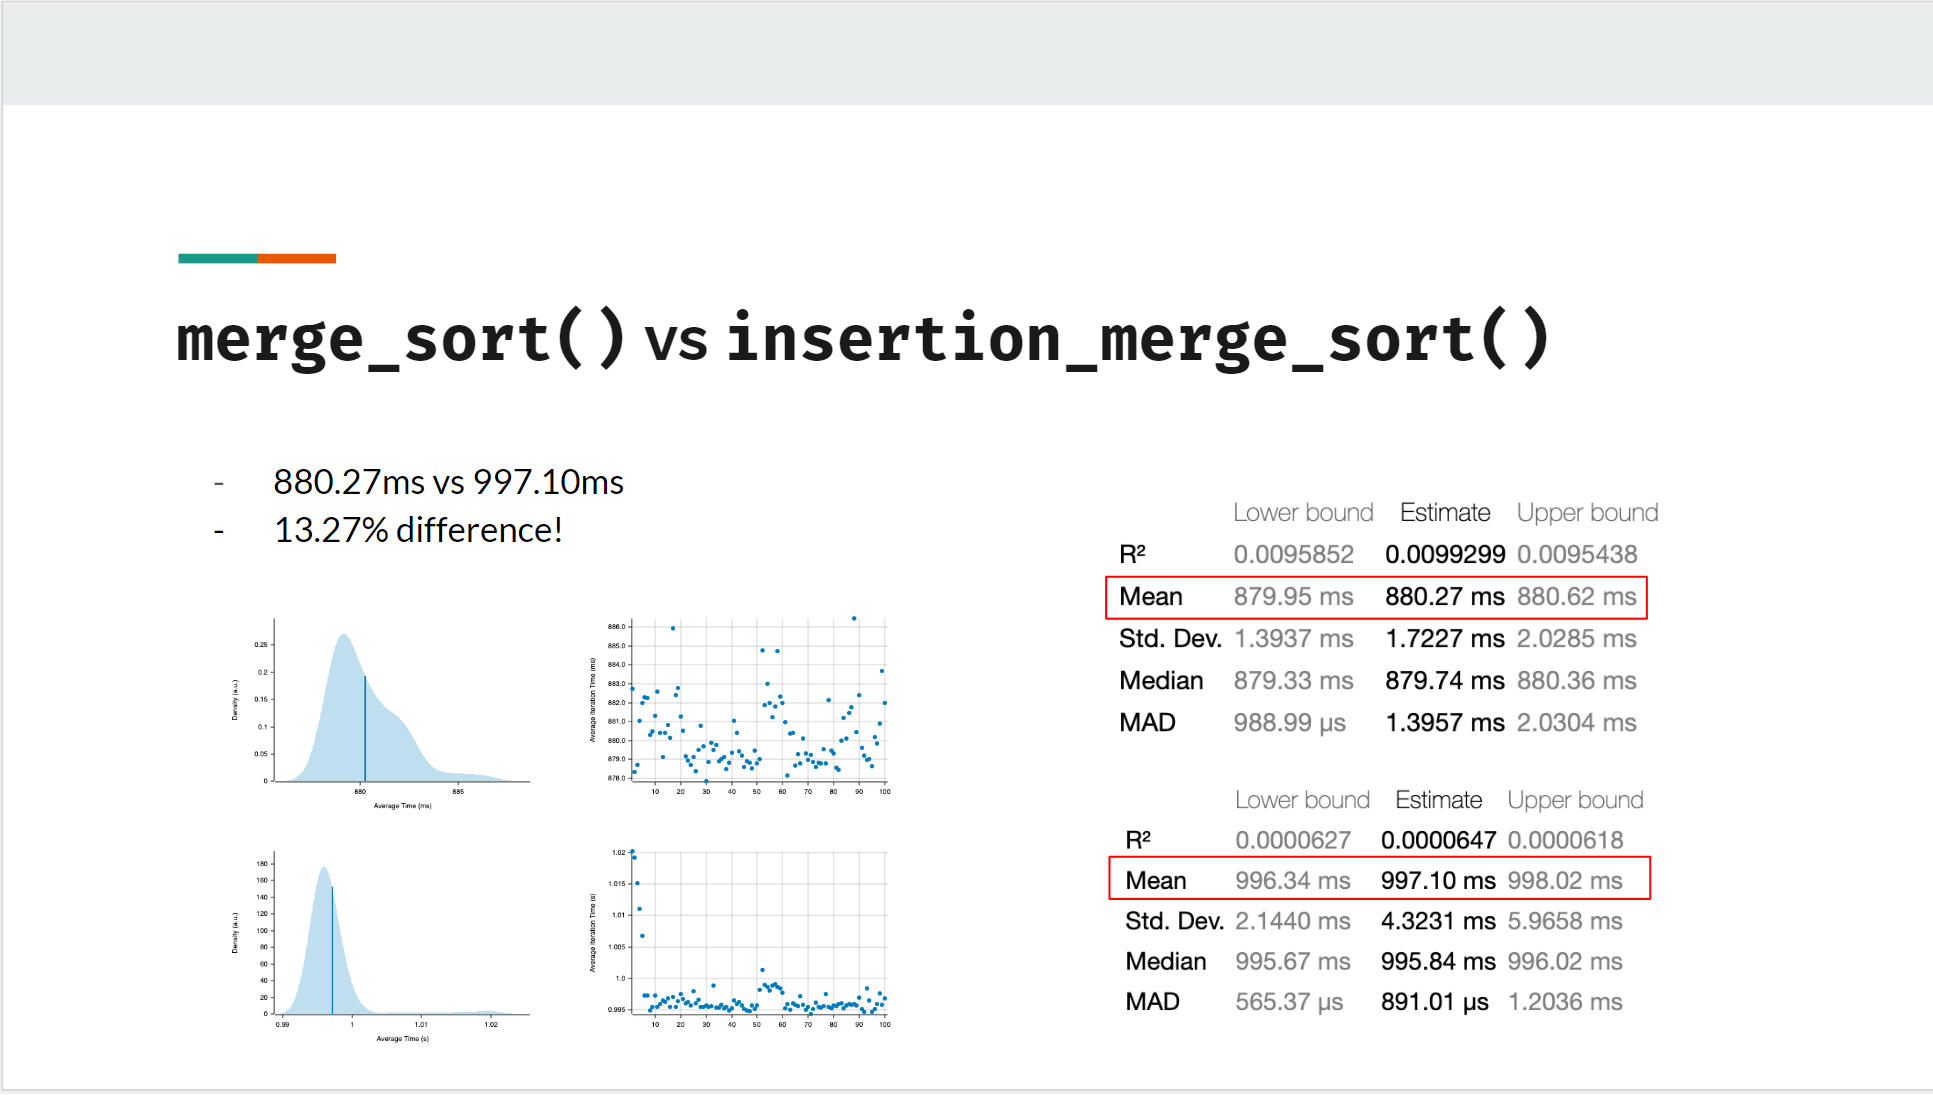 merge_sort() vs insertion_merge_sort()
- 880.27ms vs 997.10ms
- 13.27% difference!
Density (a.u.)
0.25
0.2
0.15
0.1
0.05
0
880 885
Average Time (ms)
Average Iteration Time (ms)
886.0
885.0
884.0
883.0
882.0
881.0
880.0
879.0
878.0
10 20 30 40 50 60 70 80 90 100
Density (a.u.)
180
160
140
120
100
80
60
40
20
0
0.99 1 1.01 1.02
Average Time (s)
Average Iteration Time (s)
1.02
1.015
1.01
1.005
1.0
0.995
10 20 30 40 50 60 70 80 90 100
Lower bound Estimate Upper bound
R² 0.0095852 0.0099299 0.0095438
Mean 879.95 ms 880.27 ms 880.62 ms
Std. Dev. 1.3937 ms 1.7227 ms 2.0285 ms
Median 879.33 ms 879.74 ms 880.36 ms
MAD 988.99 µs 1.3957 ms 2.0304 ms
Lower bound Estimate Upper bound
R² 0.0000627 0.0000647 0.0000618
Mean 996.34 ms 997.10 ms 998.02 ms
Std. Dev. 2.1440 ms 4.3231 ms 5.9658 ms
Median 995.67 ms 995.84 ms 996.02 ms
MAD 565.37 µs 891.01 µs 1.2036 ms